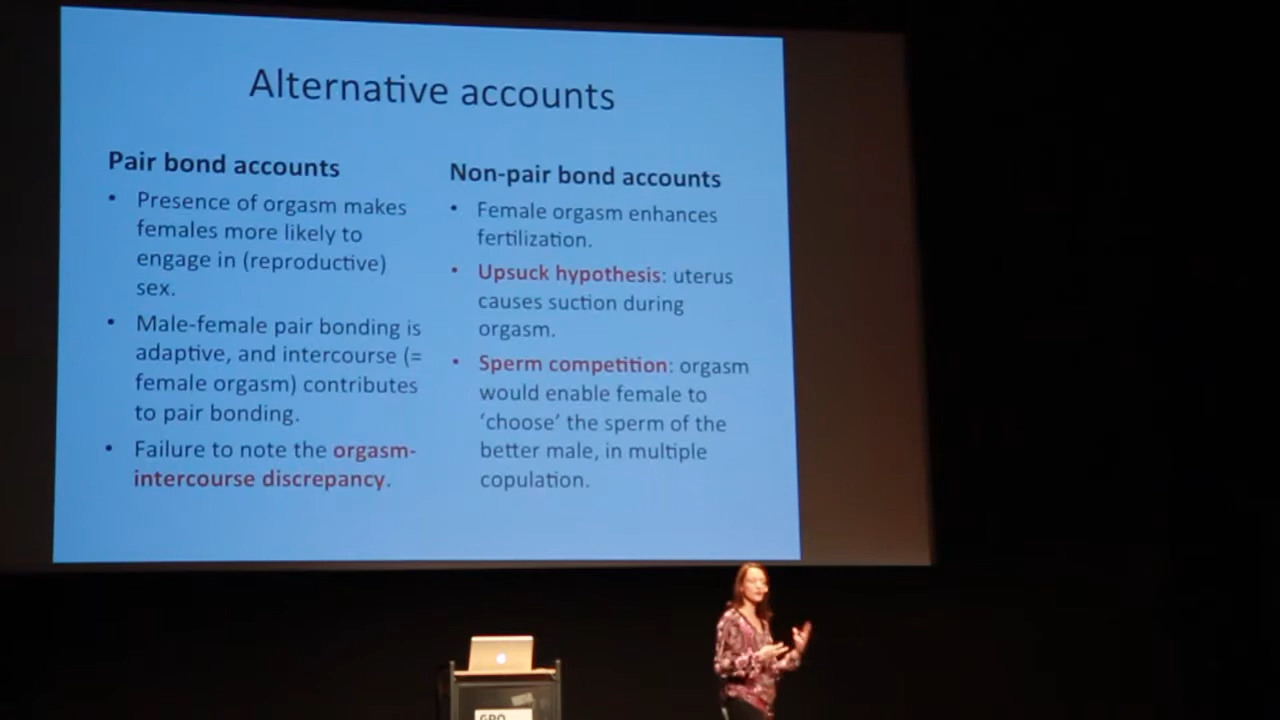 Alternative accounts
Pair bond accounts
• Presence of orgasm makes
females more likely to
engage in (reproductive)
sex.
• Male-female pair bonding is
adaptive, and intercourse (=
female orgasm) contributes
to pair bonding.
• Failure to note the orgasm-
intercourse discrepancy.
Non-pair bond accounts
• Female orgasm enhances
fertilization.
• Upsuck hypothesis: uterus
causes suction during
orgasm.
• Sperm competition: orgasm
would enable female to
‘choose’ the sperm of the
better male, in multiple
copulation.